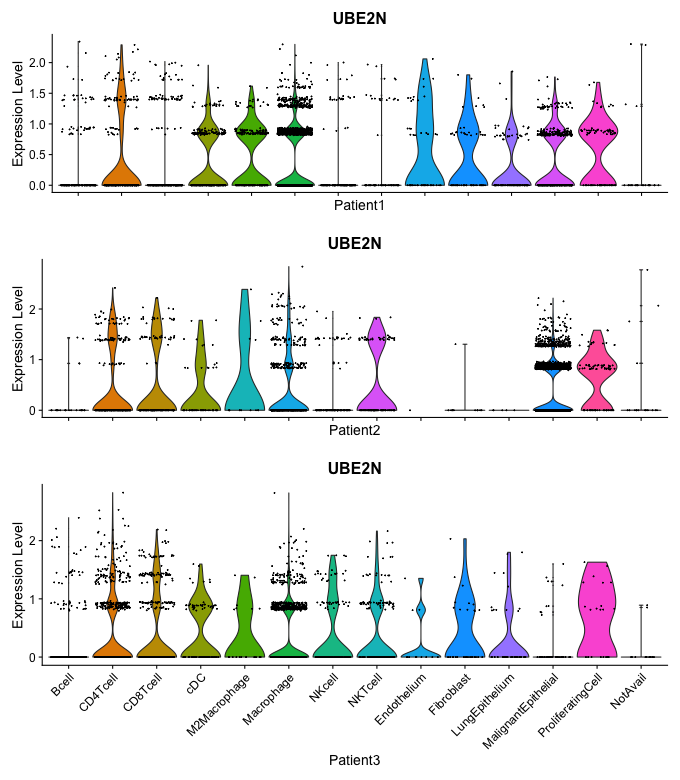 UBE2N
Expression Level
2.0
1.5
1.0
0.5
0.0
Patient1
UBE2N
Expression Level
2
1
0
Patient2
UBE2N
Expression Level
2
1
0
Bcell
CD4Tcell
CD8Tcell
cDC
M2Macrophage
Macrophage
NKcell
NKTcell
Endothelium
Fibroblast
LungEpithelium
MalignantEpithelial
ProliferatingCell
NotAvail
Patient3